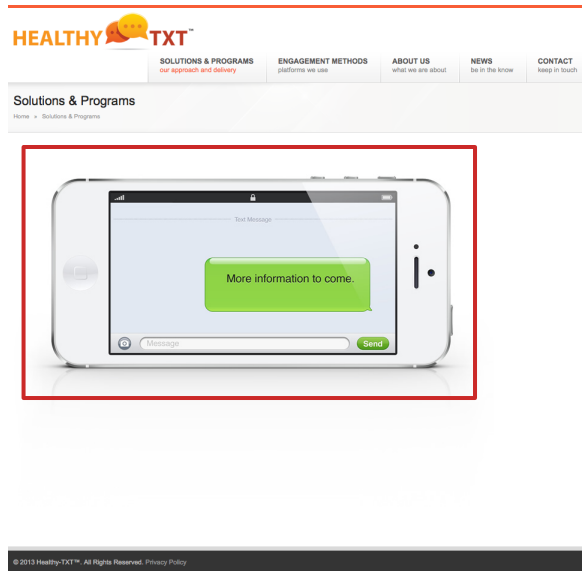 HEALTHY TXT™
SOLUTIONS & PROGRAMS
our approach and delivery
ENGAGEMENT METHODS
platforms we use
ABOUT US
what we are about
NEWS
be in the know
CONTACT
keep in touch
Solutions & Programs
Home » Solutions & Programs
Text Message
More information to come.
Message
Send
© 2013 Healthy-TXT™. All Rights Reserved. Privacy Policy